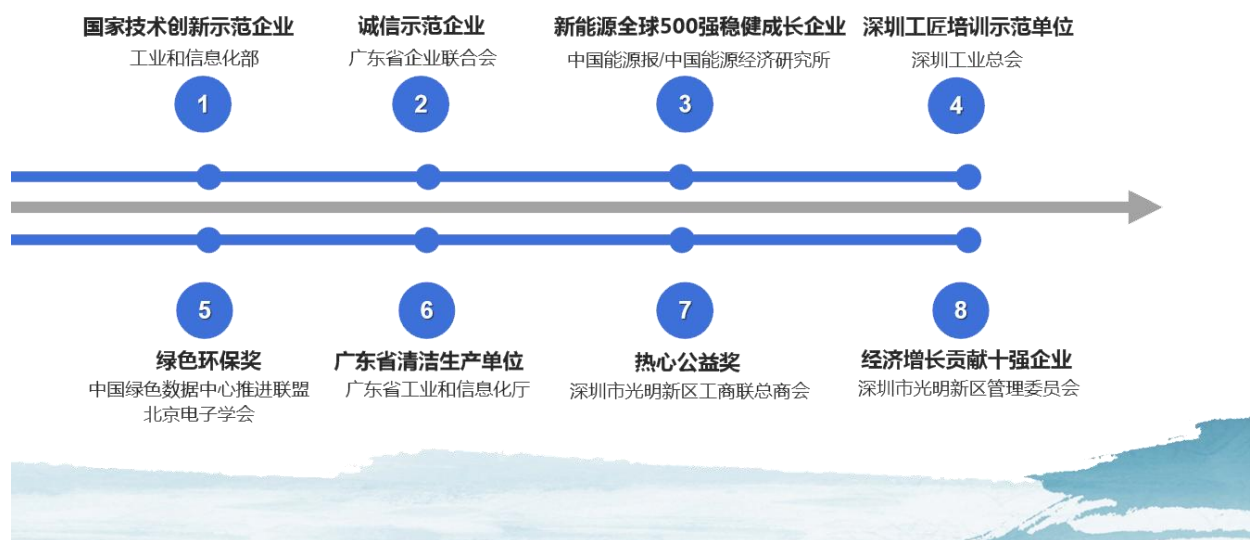 国家技术创新示范企业
工业和信息化部
1
诚信示范企业
广东省企业联合会
2
新能源全球500强稳健成长企业
中国能源报/中国能源经济研究所
3
深圳工匠培训示范单位
深圳工业总会
4
5
绿色环保奖
中国绿色数据中心推进联盟
北京电子学会
6
广东省清洁生产单位
广东省工业和信息化厅
7
热心公益奖
深圳市光明新区工商联总商会
8
经济增长贡献十强企业
深圳市光明新区管理委员会